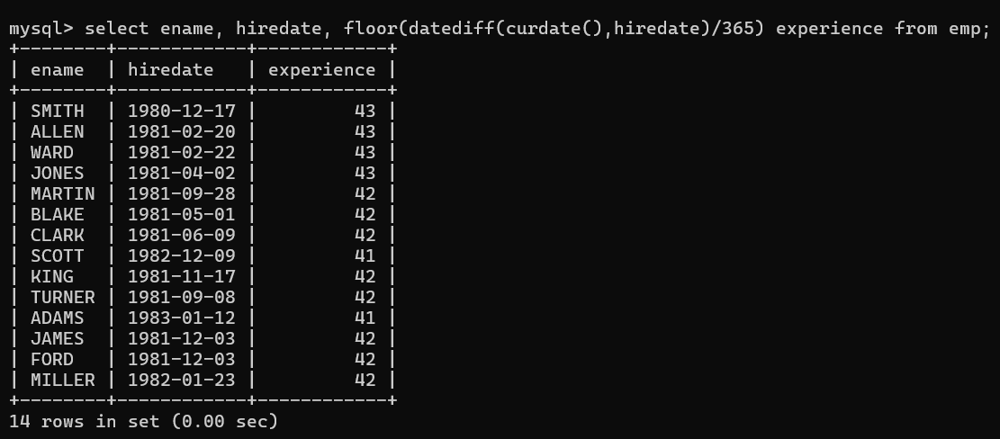 mysql> select ename, hiredate, floor(datediff(curdate(),hiredate)/365) experience from emp;
+--------+------------+------------+
| ename  | hiredate   | experience |
+--------+------------+------------+
| SMITH  | 1980-12-17 |         43 |
| ALLEN  | 1981-02-20 |         43 |
| WARD   | 1981-02-22 |         43 |
| JONES  | 1981-04-02 |         43 |
| MARTIN | 1981-09-28 |         42 |
| BLAKE  | 1981-05-01 |         42 |
| CLARK  | 1981-06-09 |         42 |
| SCOTT  | 1982-12-09 |         41 |
| KING   | 1981-11-17 |         42 |
| TURNER | 1981-09-08 |         42 |
| ADAMS  | 1983-01-12 |         41 |
| JAMES  | 1981-12-03 |         42 |
| FORD   | 1981-12-03 |         42 |
| MILLER | 1982-01-23 |         42 |
+--------+------------+------------+
14 rows in set (0.00 sec)